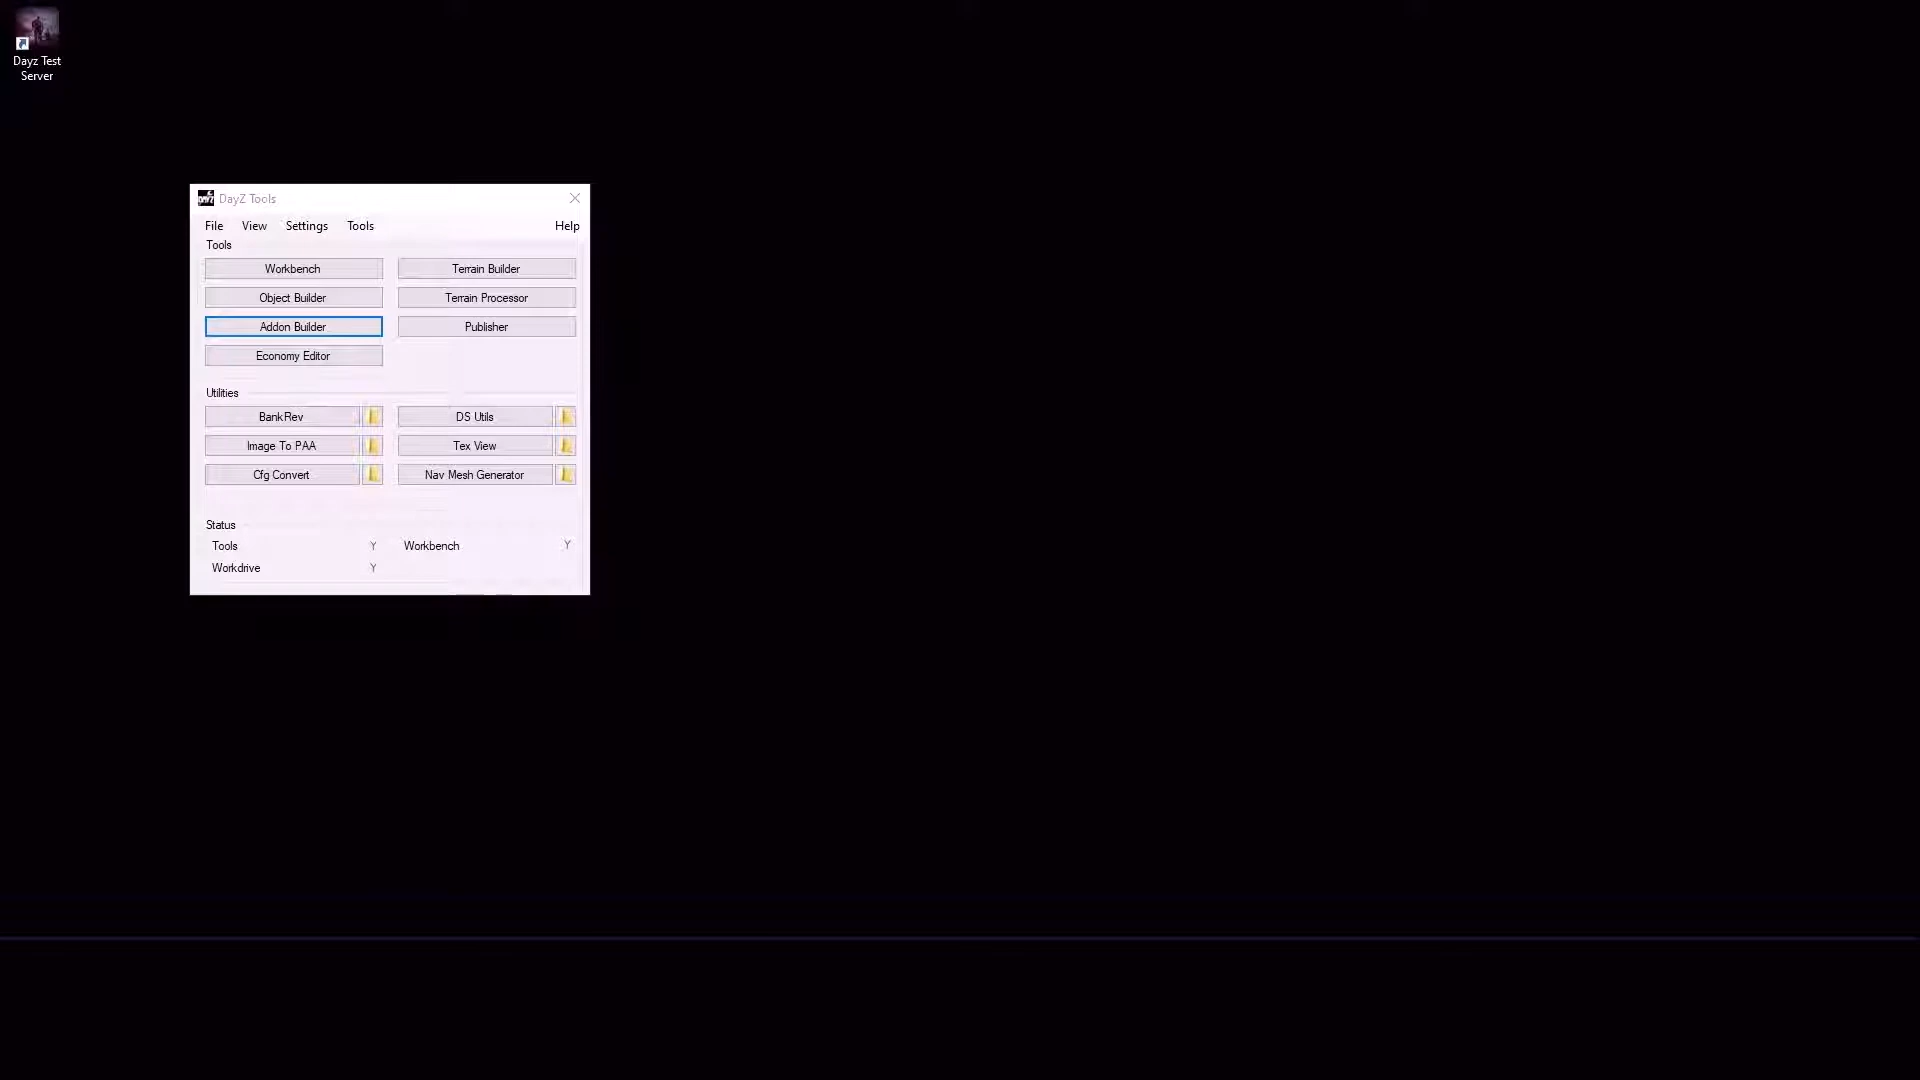 Dayz Test
Server
DayZ Tools
File View Settings Tools Help
Tools
Workbench Terrain Builder
Object Builder Terrain Processor
Addon Builder Publisher
Economy Editor
Utilities
BankRev DS Utils
Image To PAA Tex View
Cfg Convert Nav Mesh Generator
Status
Tools Y Workbench Y
Workdrive Y